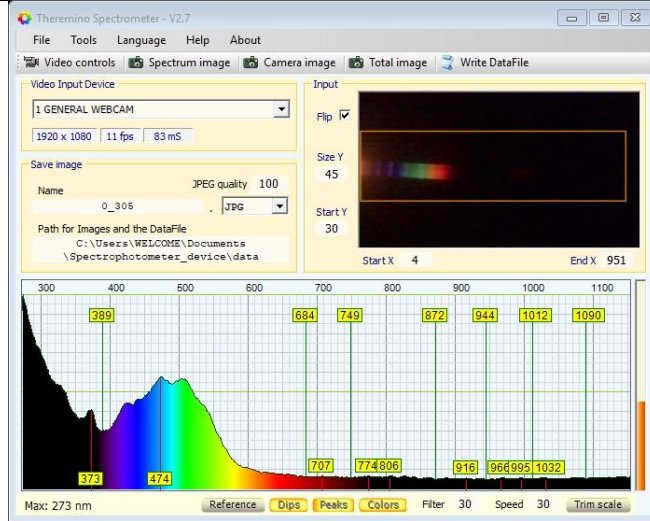 Theremino Spectrometer - V2.7
File Tools Language Help About
Video controls Spectrum image Camera image Total image Write DataFile
Video Input Device
1 GENERAL WEBCAM
1920 x 1080 11 fps 83 mS
Save image
Name JPEG quality 100
0_305 . JPG
Path for Images and the DataFile
C:\Users\WELCOME\Documents
\Spectrophotometer_device\data
Input
Flip
Size Y
45
Start Y
30
Start X 4 End X 951
300 400 500 600 700 800 900 1000 1100
389 684 749 872 944 1012 1090
373 474 707 774 806 916 966 995 1032
Max: 273 nm Reference Dips Peaks Colors Filter 30 Speed 30 Trim scale